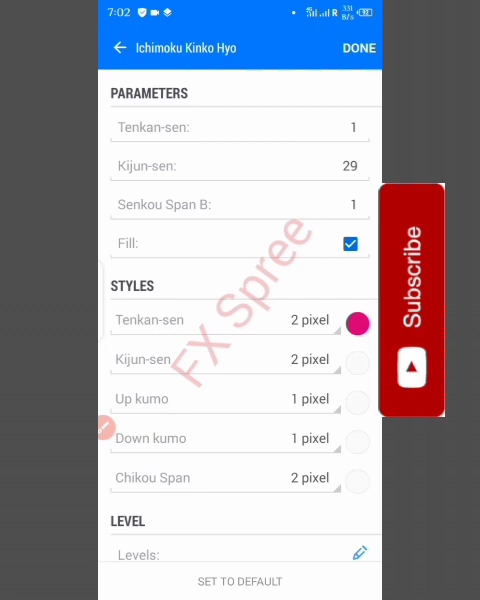 7:02 R 331 B/s
Ichimoku Kinko Hyo DONE
PARAMETERS
Tenkan-sen: 1
Kijun-sen: 29
Senkou Span B: 1
Fill:
STYLES
Tenkan-sen 2 pixel
Kijun-sen 2 pixel
Up kumo 1 pixel
Down kumo 1 pixel
Chikou Span 2 pixel
LEVEL
Levels:
SET TO DEFAULT
FX Spree
Subscribe